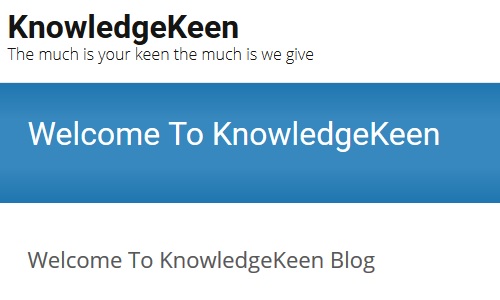 KnowledgeKeen
The much is your keen the much is we give
Welcome To KnowledgeKeen
Welcome To KnowledgeKeen Blog